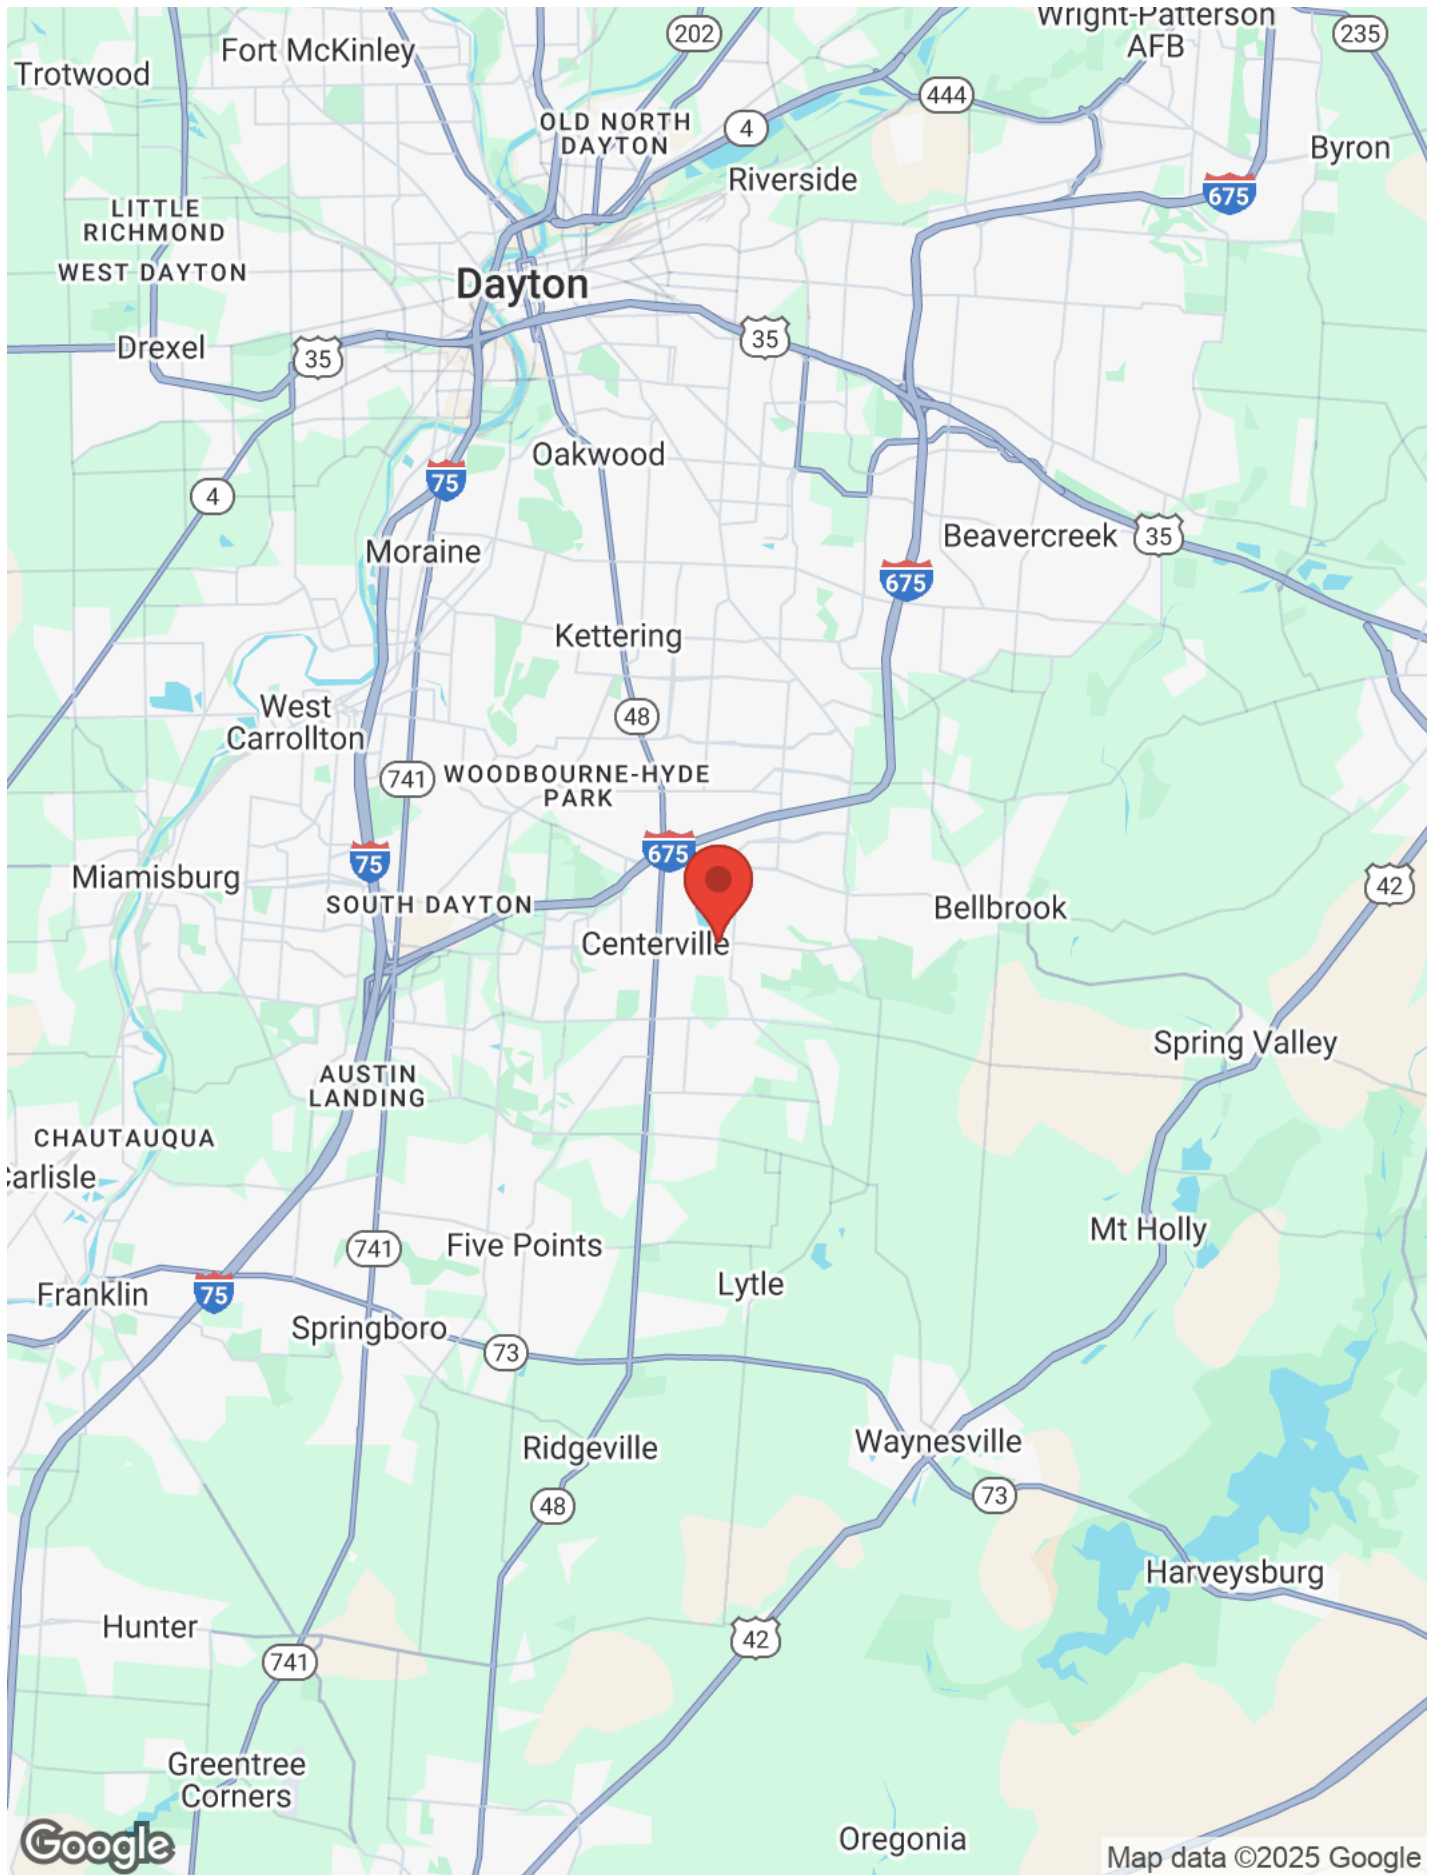 Wright-Patterson
AFB
202
235
Fort McKinley
Trotwood
444
4
OLD NORTH
DAYTON
Byron
Riverside
675
LITTLE
RICHMOND
WEST DAYTON
Dayton
35
Drexel
35
Oakwood
75
4
Beavercreek
35
Moraine
675
Kettering
West
Carrollton
48
741
WOODBOURNE-HYDE
PARK
675
75
Miamisburg
42
SOUTH DAYTON
Bellbrook
Centerville
Spring Valley
AUSTIN
LANDING
CHAUTAUQUA
Carlisle
Mt Holly
741
Five Points
Lytle
Franklin
75
Springboro
73
Ridgeville
Waynesville
48
73
Harveysburg
Hunter
42
741
Greentree
Corners
Oregonia
Google
Map data ©2025 Google